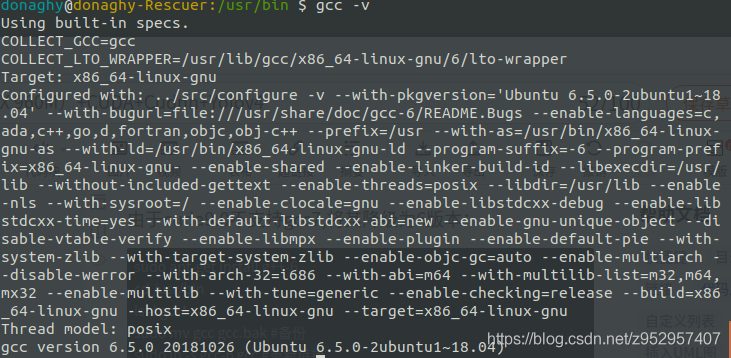 donaghy@donaghy-Rescuer:/usr/bin $ gcc -v
Using built-in specs.
COLLECT_GCC=gcc
COLLECT_LTO_WRAPPER=/usr/lib/gcc/x86_64-linux-gnu/6/lto-wrapper
Target: x86_64-linux-gnu
Configured with: ../src/configure -v --with-pkgversion='Ubuntu 6.5.0-2ubuntu1~18
.04' --with-bugurl=file:///usr/share/doc/gcc-6/README.Bugs --enable-languages=c,
ada,c++,go,d,fortran,objc,obj-c++ --prefix=/usr --with-as=/usr/bin/x86_64-linux-
gnu-as --with-ld=/usr/bin/x86_64-linux-gnu-ld --program-suffix=-6 --program-pref
ix=x86_64-linux-gnu- --enable-shared --enable-linker-build-id --libexecdir=/usr/
lib --without-included-gettext --enable-threads=posix --libdir=/usr/lib --enable
-nls --with-sysroot=/ --enable-clocale=gnu --enable-libstdcxx-debug --enable-lib
stdcxx-time=yes --with-default-libstdcxx-abi=new --enable-gnu-unique-object --di
sable-vtable-verify --enable-libmpx --enable-plugin --enable-default-pie --with-
system-zlib --with-target-system-zlib --enable-objc-gc=auto --enable-multiarch -
-disable-werror --with-arch-32=i686 --with-abi=m64 --with-multilib-list=m32,m64,
mx32 --enable-multilib --with-tune=generic --enable-checking=release --build=x86
_64-linux-gnu --host=x86_64-linux-gnu --target=x86_64-linux-gnu
Thread model: posix
gcc version 6.5.0 20181026 (Ubuntu 6.5.0-2ubuntu1~18.04)
https://blog.csdn.net/z952957407